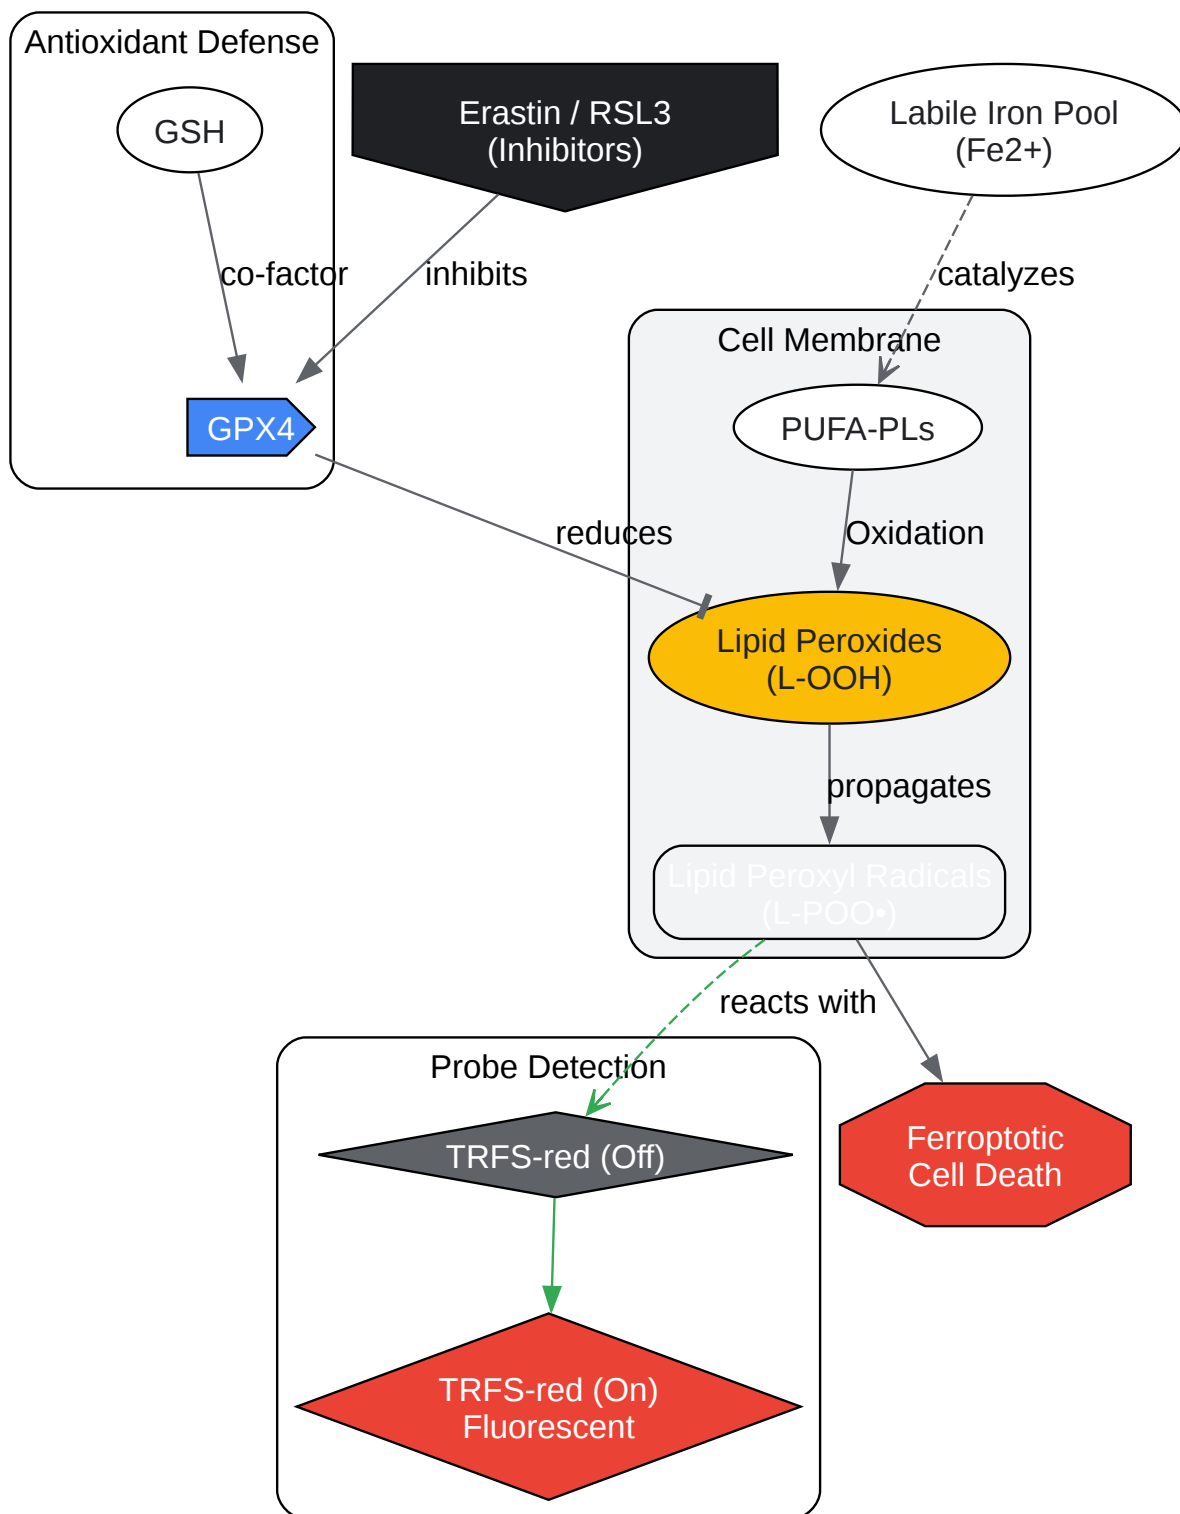 Antioxidant Defense
GSH
Erastin / RSL3
(Inhibitors)
Labile Iron Pool
(Fe2+)
co-factor
inhibits
catalyzes
Cell Membrane
GPX4
PUFA-PLs
reduces
Oxidation
Lipid Peroxides
(L-OOH)
propagates
Lipid Peroxyl Radicals
(L-POO•)
reacts with
Probe Detection
TRFS-red (Off)
Ferroptotic
Cell Death
TRFS-red (On)
Fluorescent